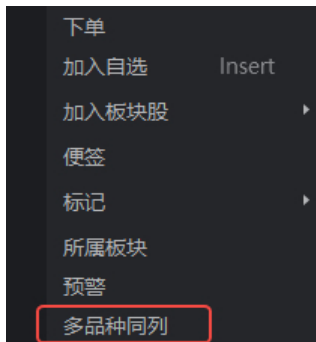 下单
加入自选 Insert
加入板块股
便签
标记
所属板块
预警
多品种同列